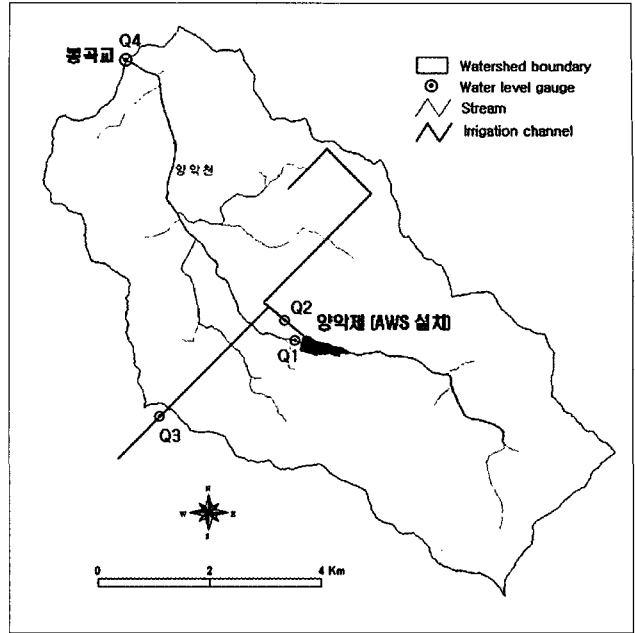 Q4
봉곡교
Watershed boundary
Water level gauge
Stream
Irrigation channel
양악천
Q2
양악제 (AWS 설치)
Q1
Q3
N
W E
S
0 2 4 Km